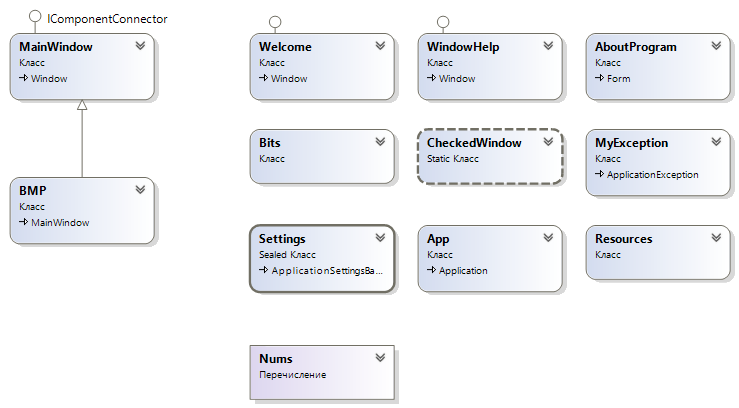 IComponentConnector
MainWindow
Класс
Window
Welcome
Класс
Window
WindowHelp
Класс
Window
AboutProgram
Класс
Form
Bits
Класс
CheckedWindow
Static Класс
MyException
Класс
ApplicationException
BMP
Класс
MainWindow
Settings
Sealed Класс
ApplicationSettingsBa...
App
Класс
Application
Resources
Класс
Nums
Перечисление